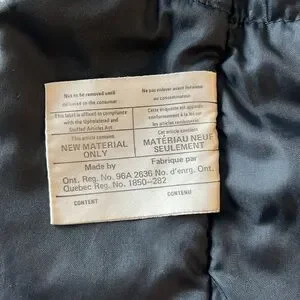 Not to be removed until
delivered to the consumer
Ne pas enlever avant livraison
au consommateur
This label is affixed in compliance
with the Upholstered and
Stuffed Articles Act
Cette étiquette est apposée
conformément à la loi sur
les articles rembourrés
This article contains
NEW MATERIAL
ONLY
Cet article contient
MATÉRIAU NEUF
SEULEMENT
Made by
Fabrique par
Ont. Reg. No. 96A 2636 No. d'enrg. Ont.
Quebec Reg. No. 1850-282
CONTENT
CONTENU